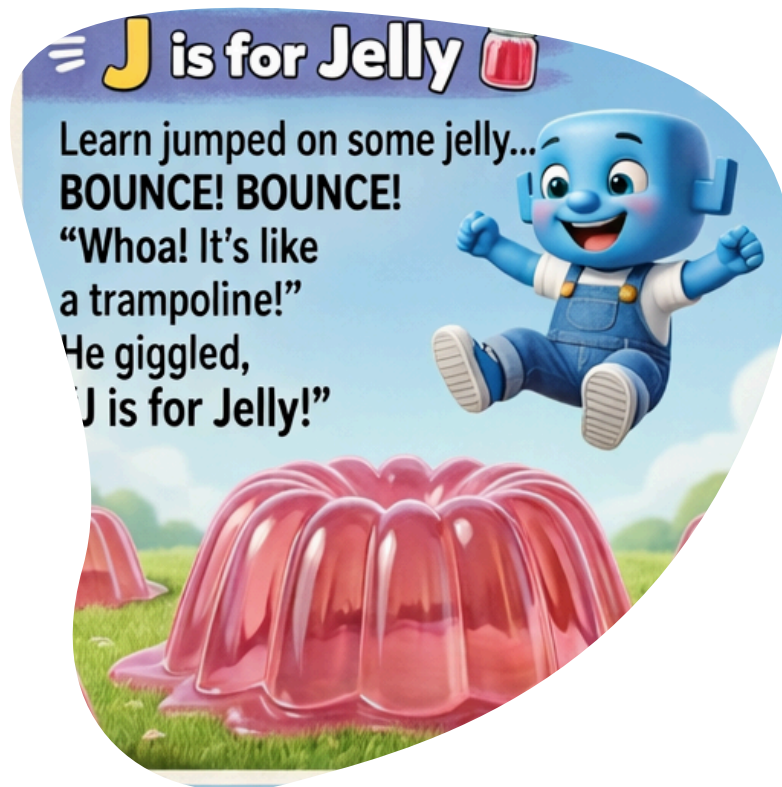 J is for Jelly
Learn jumped on some jelly...
BOUNCE! BOUNCE!
“Whoa! It’s like
a trampoline!”
He giggled,
“J is for Jelly!”